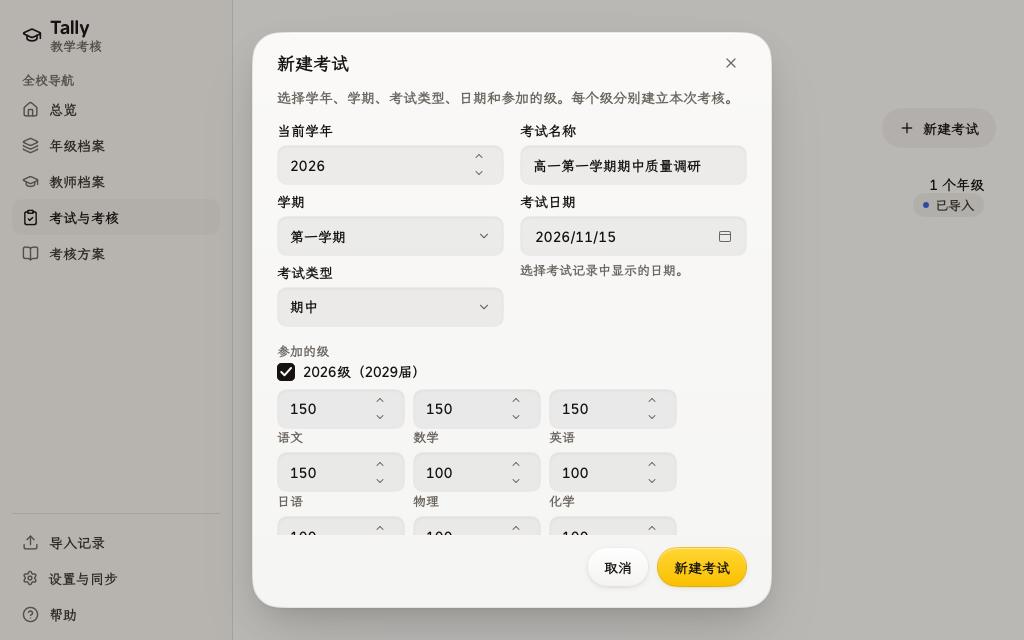 Tally
教学考核
全校导航
总览
年级档案
教师档案
考试与考核
考核方案
导入记录
设置与同步
帮助
新建考试
1 个年级
已导入
新建考试
选择学年、学期、考试类型、日期和参加的级。每个级分别建立本次考核。
当前学年
2026
考试名称
高一第一学期期中质量调研
学期
第一学期
考试日期
2026/11/15
选择考试记录中显示的日期。
考试类型
期中
参加的级
2026级（2029届）
150 150 150
语文 数学 英语
150 100 100
日语 物理 化学
100 100 100
取消 新建考试